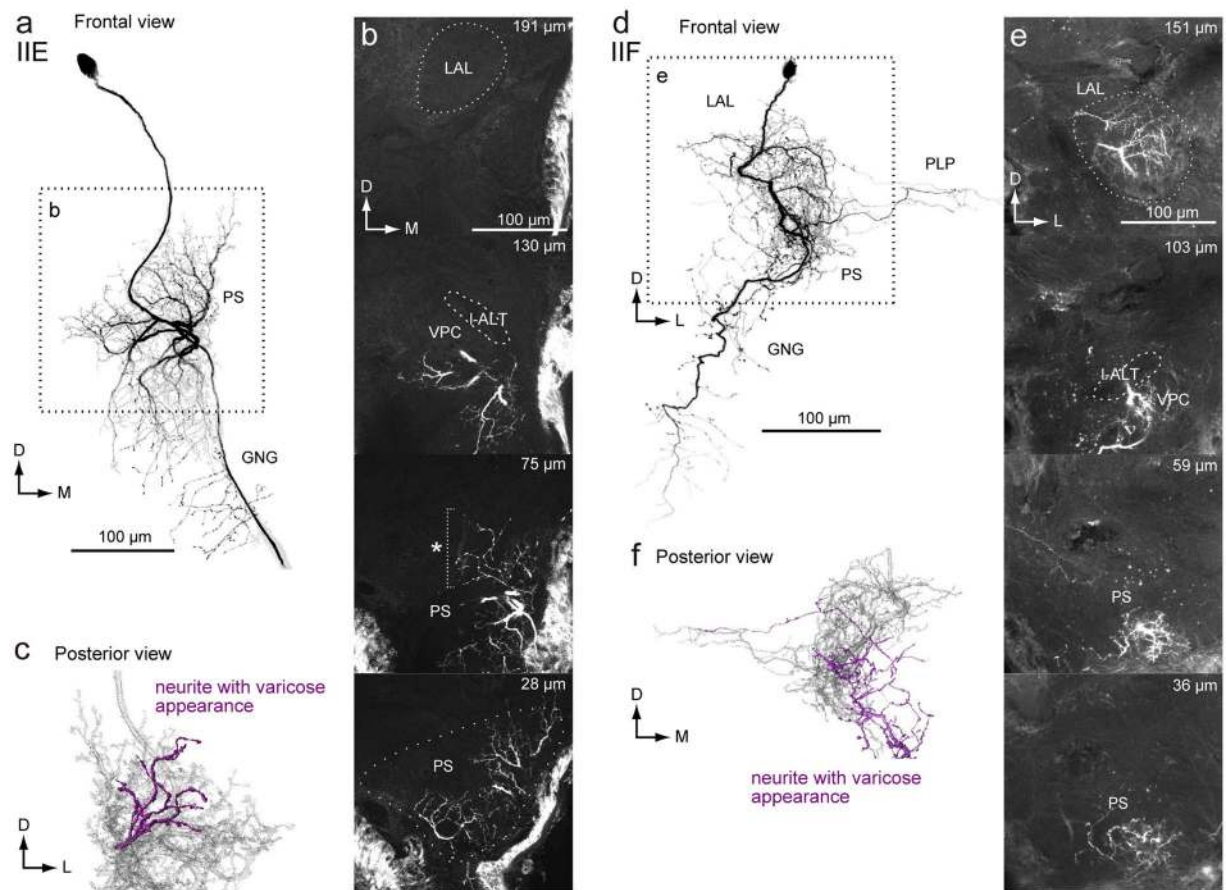 a Frontal view
IIE
b
PS
GNG
D
M
100 µm
b
191 µm
LAL
D
M
100 µm
130 µm
l-ALT
VPC
75 µm
*
PS
28 µm
PS
c Posterior view
neurite with varicose
appearance
D
L
d Frontal view
IIF
e
LAL
PLP
PS
D
L
GNG
100 µm
e
151 µm
LAL
D
L
100 µm
103 µm
l-ALT
VPC
59 µm
PS
36 µm
PS
f Posterior view
D
M
neurite with varicose
appearance